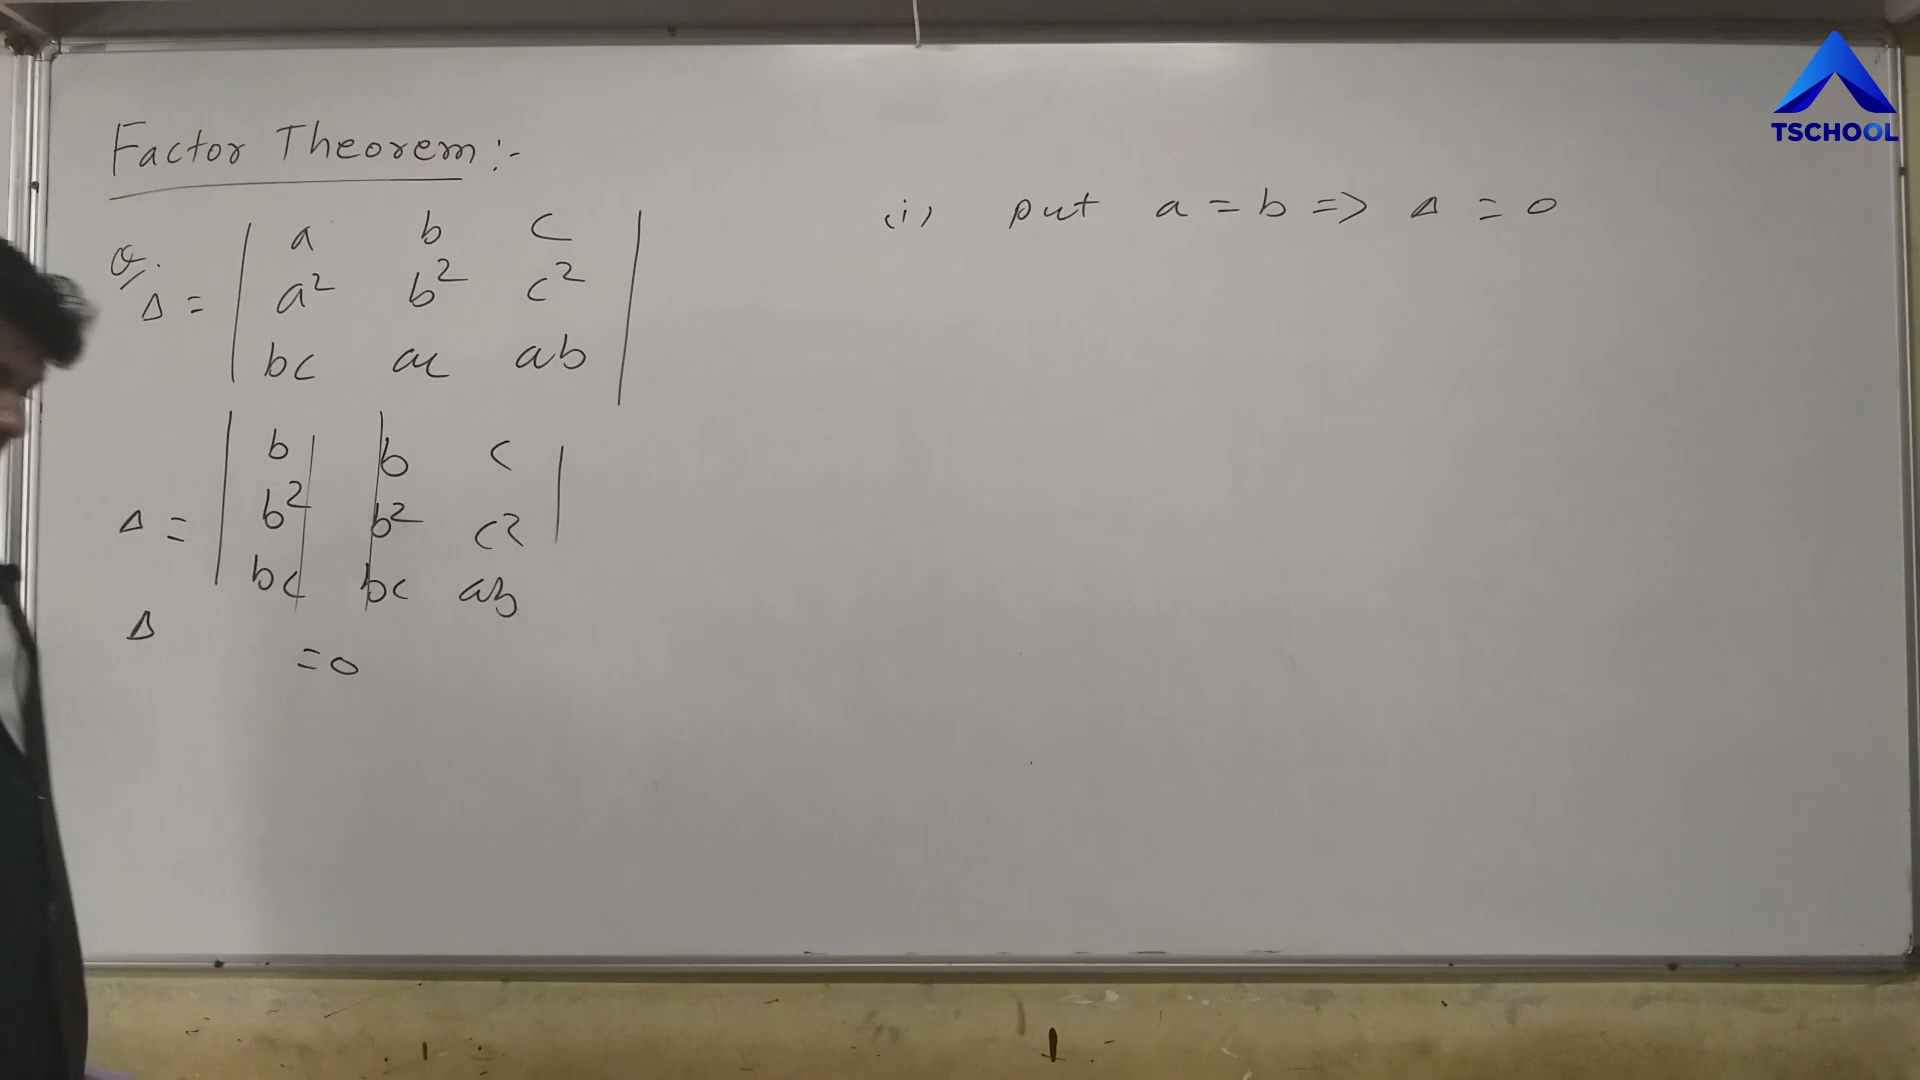 Factor Theorem :-
Q.
Δ = | a b c |
| a² b² c² |
| bc ac ab |
Δ = | b b c |
| b² b² c² |
| bc bc ab |
Δ
= 0
(i) put a = b => Δ = 0
TSCHOOL